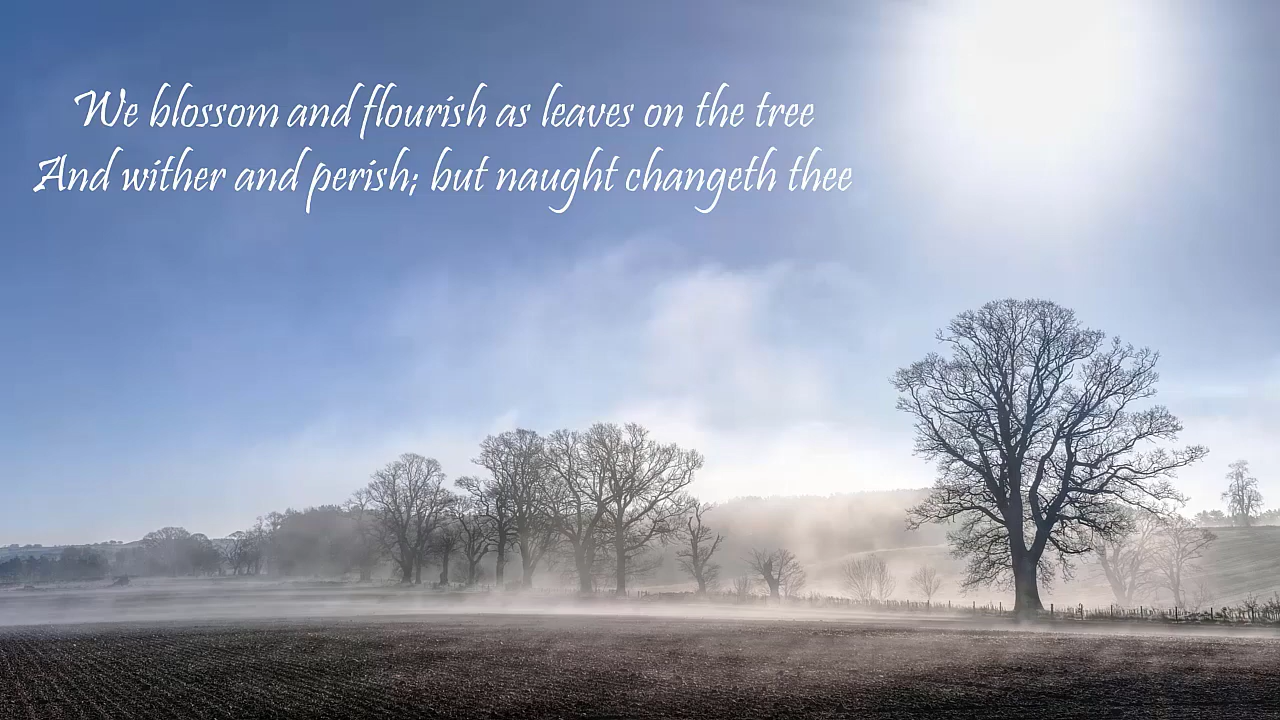 We blossom and flourish as leaves on the tree
And wither and perish; but naught changeth thee